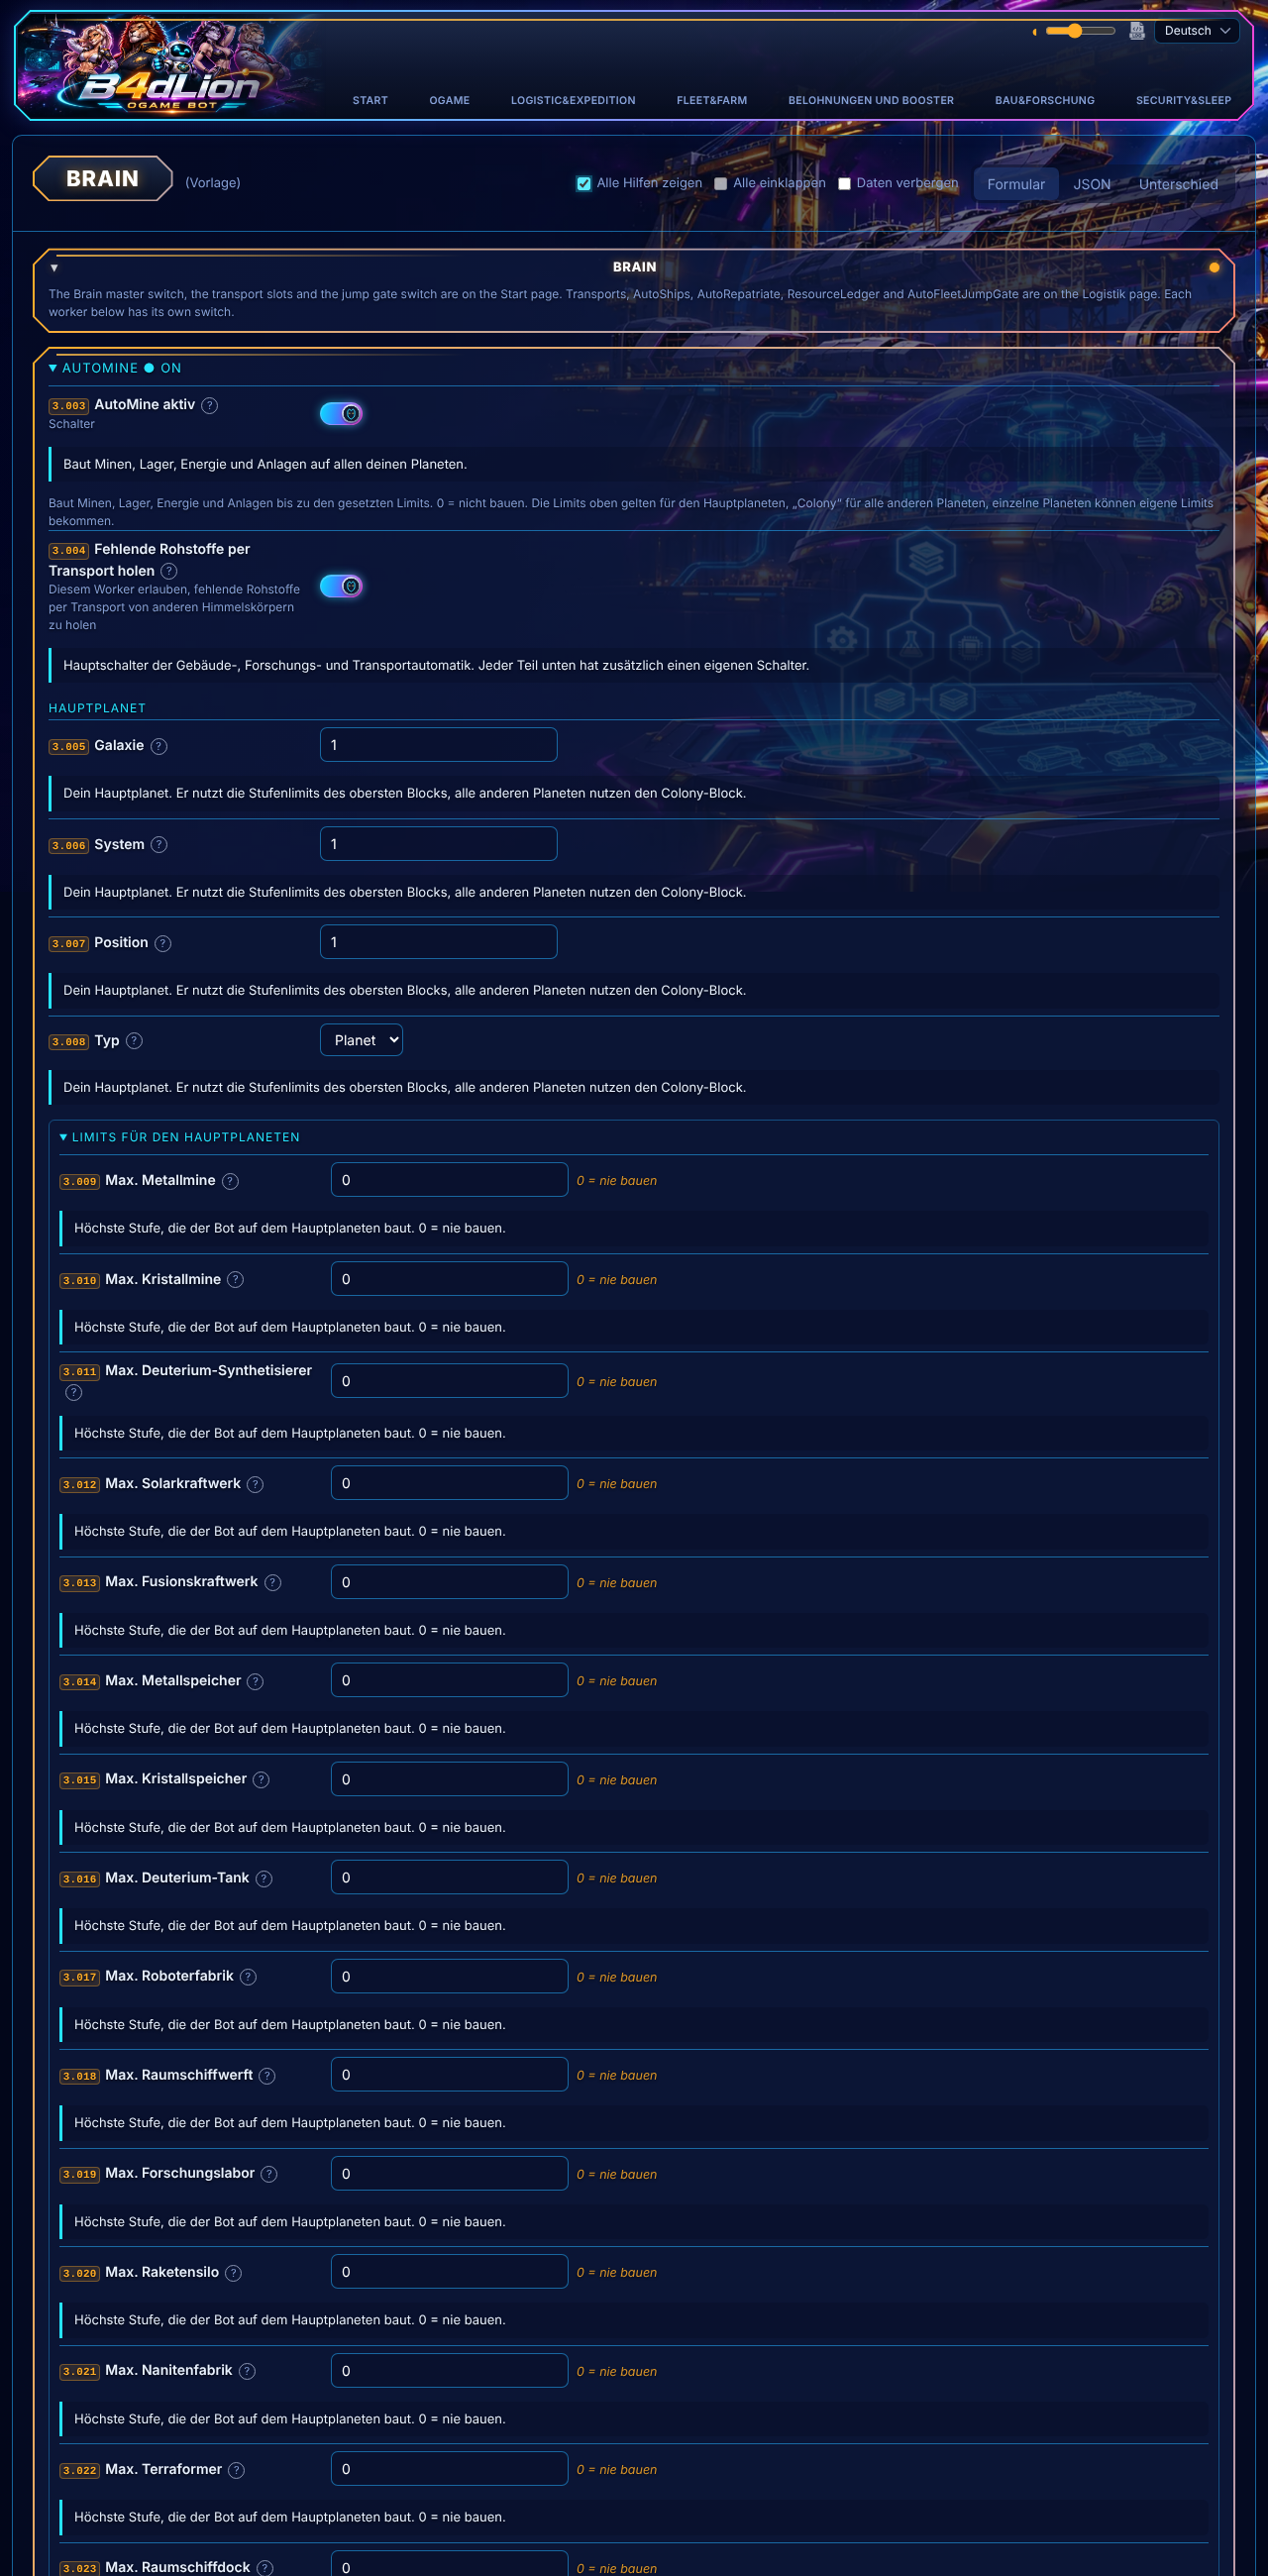 B4dLion
OGAME BOT
Deutsch
START
OGAME
LOGISTIC&EXPEDITION
FLEET&FARM
BELOHNUNGEN UND BOOSTER
BAU&FORSCHUNG
SECURITY&SLEEP
BRAIN
(Vorlage)
Alle Hilfen zeigen
Alle einklappen
Daten verbergen
Formular
JSON
Unterschied
▼ BRAIN
The Brain master switch, the transport slots and the jump gate switch are on the Start page. Transports, AutoShips, AutoRepatriate, ResourceLedger and AutoFleetJumpGate are on the Logistik page. Each
worker below has its own switch.
▼ AUTOMINE ● ON
3.003 AutoMine aktiv ?
Schalter
Baut Minen, Lager, Energie und Anlagen auf allen deinen Planeten.
Baut Minen, Lager, Energie und Anlagen bis zu den gesetzten Limits. 0 = nicht bauen. Die Limits oben gelten für den Hauptplaneten, „Colony“ für alle anderen Planeten, einzelne Planeten können eigene Limits
bekommen.
3.004 Fehlende Rohstoffe per
Transport holen ?
Diesem Worker erlauben, fehlende Rohstoffe
per Transport von anderen Himmelskörpern
zu holen
Hauptschalter der Gebäude-, Forschungs- und Transportautomatik. Jeder Teil unten hat zusätzlich einen eigenen Schalter.
HAUPTPLANET
3.005 Galaxie ? 1
Dein Hauptplanet. Er nutzt die Stufenlimits des obersten Blocks, alle anderen Planeten nutzen den Colony-Block.
3.006 System ? 1
Dein Hauptplanet. Er nutzt die Stufenlimits des obersten Blocks, alle anderen Planeten nutzen den Colony-Block.
3.007 Position ? 1
Dein Hauptplanet. Er nutzt die Stufenlimits des obersten Blocks, alle anderen Planeten nutzen den Colony-Block.
3.008 Typ ? Planet
Dein Hauptplanet. Er nutzt die Stufenlimits des obersten Blocks, alle anderen Planeten nutzen den Colony-Block.
▼ LIMITS FÜR DEN HAUPTPLANETEN
3.009 Max. Metallmine ? 0 0 = nie bauen
Höchste Stufe, die der Bot auf dem Hauptplaneten baut. 0 = nie bauen.
3.010 Max. Kristallmine ? 0 0 = nie bauen
Höchste Stufe, die der Bot auf dem Hauptplaneten baut. 0 = nie bauen.
3.011 Max. Deuterium-Synthetisierer ? 0 0 = nie bauen
Höchste Stufe, die der Bot auf dem Hauptplaneten baut. 0 = nie bauen.
3.012 Max. Solarkraftwerk ? 0 0 = nie bauen
Höchste Stufe, die der Bot auf dem Hauptplaneten baut. 0 = nie bauen.
3.013 Max. Fusionskraftwerk ? 0 0 = nie bauen
Höchste Stufe, die der Bot auf dem Hauptplaneten baut. 0 = nie bauen.
3.014 Max. Metallspeicher ? 0 0 = nie bauen
Höchste Stufe, die der Bot auf dem Hauptplaneten baut. 0 = nie bauen.
3.015 Max. Kristallspeicher ? 0 0 = nie bauen
Höchste Stufe, die der Bot auf dem Hauptplaneten baut. 0 = nie bauen.
3.016 Max. Deuterium-Tank ? 0 0 = nie bauen
Höchste Stufe, die der Bot auf dem Hauptplaneten baut. 0 = nie bauen.
3.017 Max. Roboterfabrik ? 0 0 = nie bauen
Höchste Stufe, die der Bot auf dem Hauptplaneten baut. 0 = nie bauen.
3.018 Max. Raumschiffwerft ? 0 0 = nie bauen
Höchste Stufe, die der Bot auf dem Hauptplaneten baut. 0 = nie bauen.
3.019 Max. Forschungslabor ? 0 0 = nie bauen
Höchste Stufe, die der Bot auf dem Hauptplaneten baut. 0 = nie bauen.
3.020 Max. Raketensilo ? 0 0 = nie bauen
Höchste Stufe, die der Bot auf dem Hauptplaneten baut. 0 = nie bauen.
3.021 Max. Nanitenfabrik ? 0 0 = nie bauen
Höchste Stufe, die der Bot auf dem Hauptplaneten baut. 0 = nie bauen.
3.022 Max. Terraformer ? 0 0 = nie bauen
Höchste Stufe, die der Bot auf dem Hauptplaneten baut. 0 = nie bauen.
3.023 Max. Raumschiffdock ? 0 0 = nie bauen